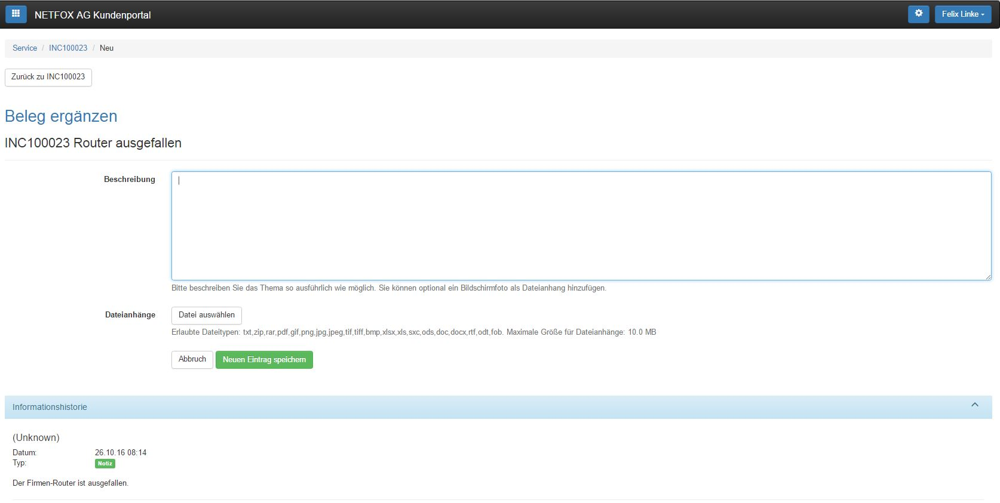 NETFOX AG Kundenportal
Felix Linke
Service / INC100023 / Neu
Zurück zu INC100023
Beleg ergänzen
INC100023 Router ausgefallen
Beschreibung
Bitte beschreiben Sie das Thema so ausführlich wie möglich. Sie können optional ein Bildschirmfoto als Dateianhang hinzufügen.
Dateianhänge Datei auswählen
Erlaubte Dateitypen: txt,zip,rar,pdf,gif,png,jpg,jpeg,tif,tiff,bmp,xlsx,xls,sxc,ods,doc,docx,rtf,odt,fob. Maximale Größe für Dateianhänge: 10.0 MB
Abbruch Neuen Eintrag speichern
Informationshistorie
(Unknown)
Datum: 26.10.16 08:14
Typ: Notiz
Der Firmen-Router ist ausgefallen.